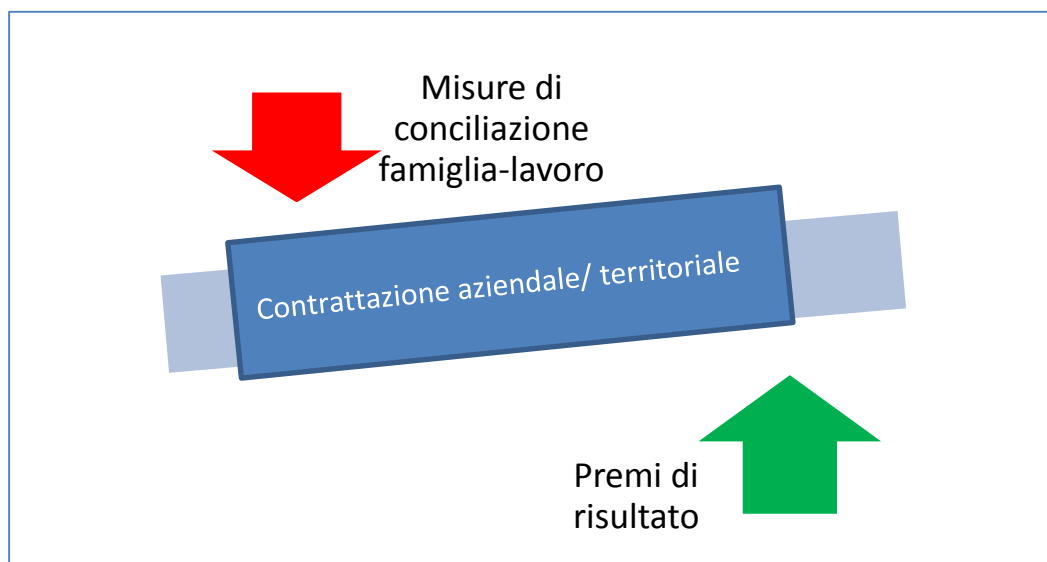 Misure di
conciliazione
famiglia-lavoro
Contrattazione aziendale/ territoriale
Premi di
risultato